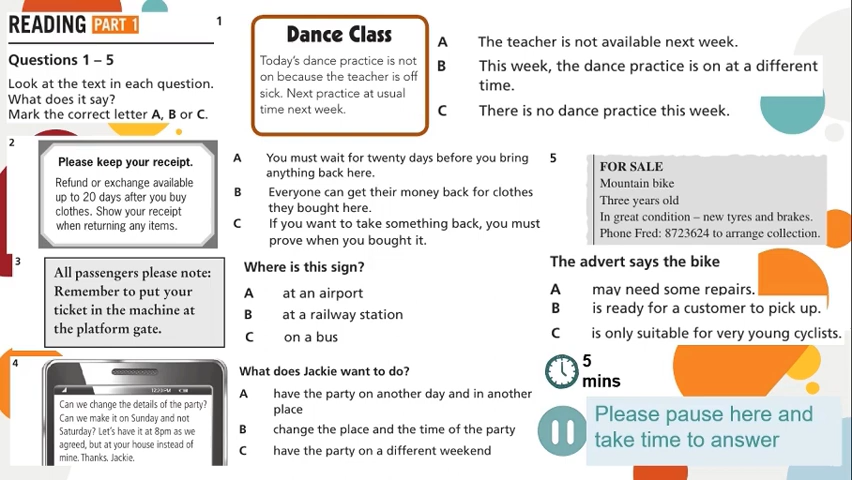 READING PART 1
Questions 1 – 5
Look at the text in each question.
What does it say?
Mark the correct letter A, B or C.
1
Dance Class
Today's dance practice is not
on because the teacher is off
sick. Next practice at usual
time next week.
A The teacher is not available next week.
B This week, the dance practice is on at a different
time.
C There is no dance practice this week.
2
Please keep your receipt.
Refund or exchange available
up to 20 days after you buy
clothes. Show your receipt
when returning any items.
A You must wait for twenty days before you bring
anything back here.
B Everyone can get their money back for clothes
they bought here.
C If you want to take something back, you must
prove when you bought it.
3
All passengers please note:
Remember to put your
ticket in the machine at
the platform gate.
Where is this sign?
A at an airport
B at a railway station
C on a bus
4
12:20PM
Can we change the details of the party?
Can we make it on Sunday and not
Saturday? Let's have it at 8pm as we
agreed, but at your house instead of
mine. Thanks, Jackie.
What does Jackie want to do?
A have the party on another day and in another
place
B change the place and the time of the party
C have the party on a different weekend
5
FOR SALE
Mountain bike
Three years old
In great condition – new tyres and brakes.
Phone Fred: 8723624 to arrange collection.
The advert says the bike
A may need some repairs.
B is ready for a customer to pick up.
C is only suitable for very young cyclists.
5
mins
Please pause here and
take time to answer